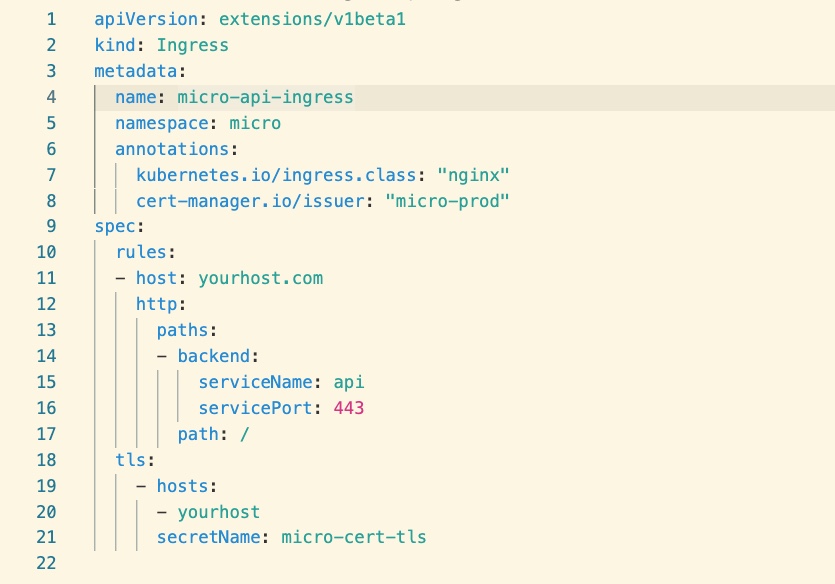 1 apiVersion: extensions/v1beta1
2 kind: Ingress
3 metadata:
4   name: micro-api-ingress
5   namespace: micro
6   annotations:
7     kubernetes.io/ingress.class: "nginx"
8     cert-manager.io/issuer: "micro-prod"
9 spec:
10   rules:
11   - host: yourhost.com
12     http:
13       paths:
14       - backend:
15           serviceName: api
16           servicePort: 443
17         path: /
18   tls:
19     - hosts:
20       - yourhost
21       secretName: micro-cert-tls
22